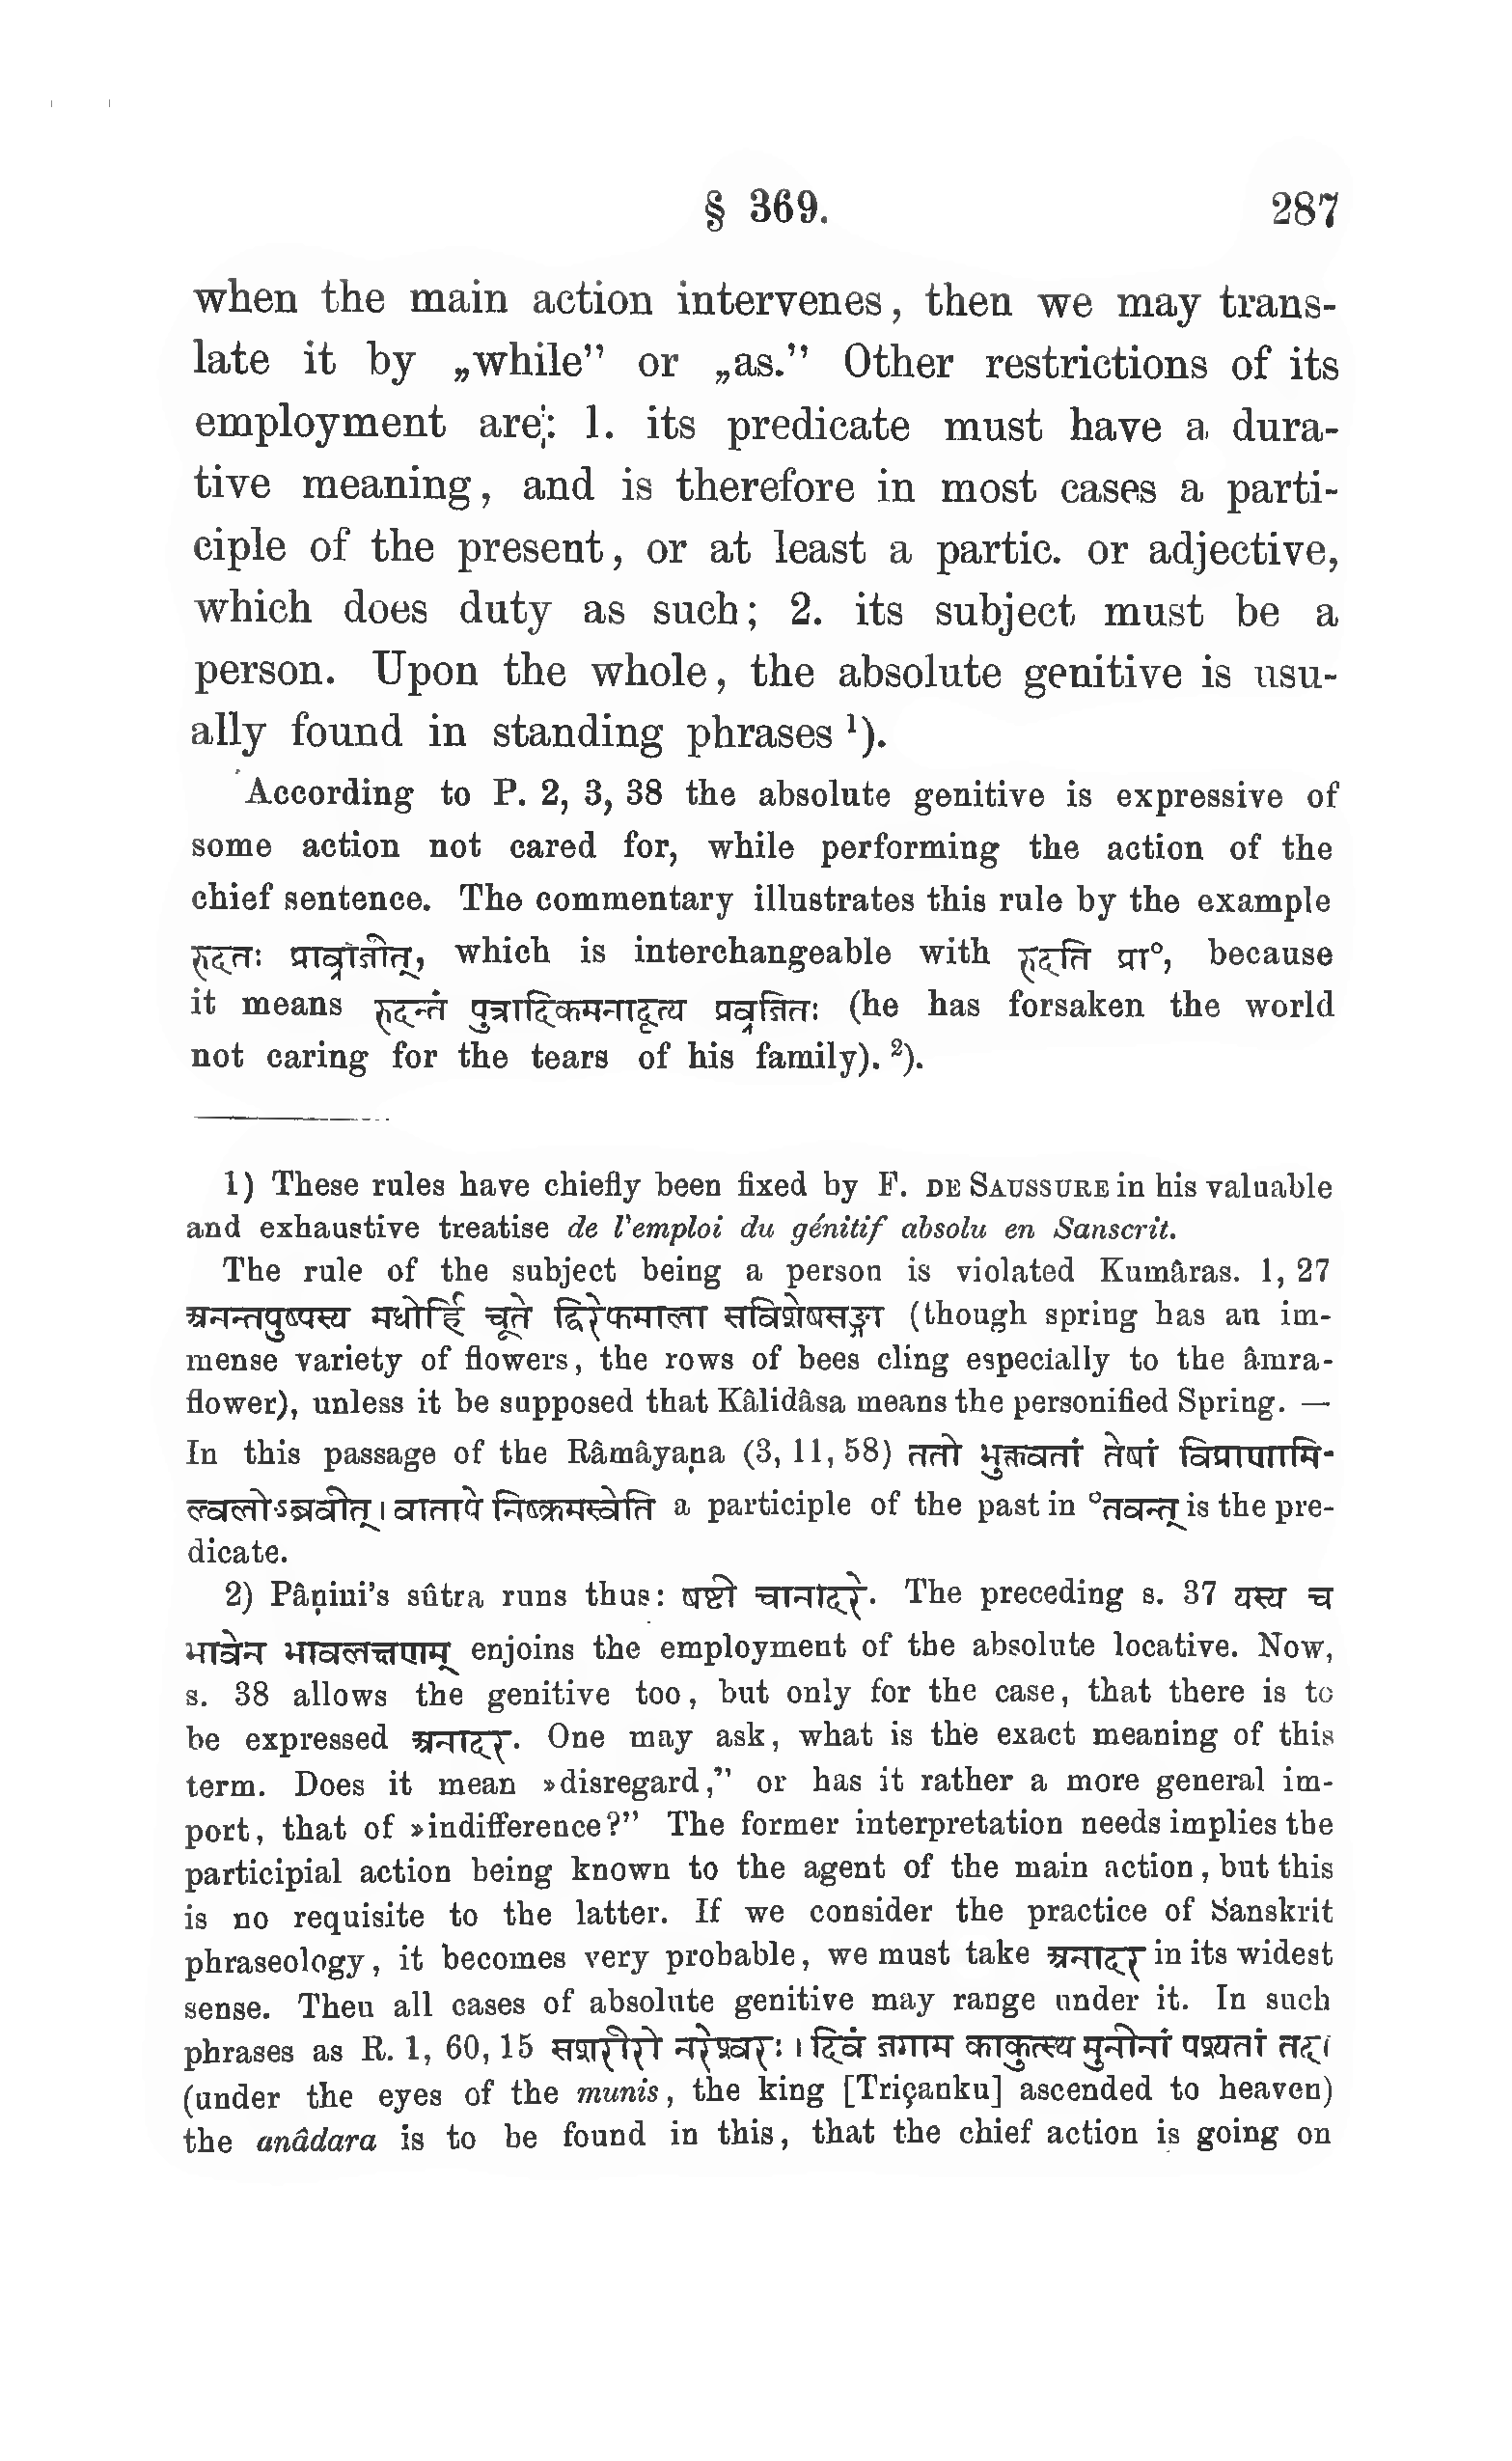 § 369. 287
when the main action intervenes, then we may trans-
late it by „while” or „as.” Other restrictions of its
employment are: 1. its predicate must have a dura-
tive meaning, and is therefore in most cases a parti-
ciple of the present, or at least a partic. or adjective,
which does duty as such; 2. its subject must be a
person. Upon the whole, the absolute genitive is usu-
ally found in standing phrases ¹).
According to P. 2, 3, 38 the absolute genitive is expressive of
some action not cared for, while performing the action of the
chief sentence. The commentary illustrates this rule by the example
रुदतः प्राव्राजीत्, which is interchangeable with रुदति प्रा°, because
it means रुदन्तं पुत्रादिकमनादृत्य प्रव्रजितः (he has forsaken the world
not caring for the tears of his family). ²).
1) These rules have chiefly been fixed by F. DE SAUSSURE in his valuable
and exhaustive treatise de l'emploi du génitif absolu en Sanscrit.
The rule of the subject being a person is violated Kumâras. 1, 27
अनन्तपुष्पस्य मधोर्हि चूते द्विरेफमाला सविशेषसङ्गा (though spring has an im-
mense variety of flowers, the rows of bees cling especially to the âmra-
flower), unless it be supposed that Kâlidâsa means the personified Spring. —
In this passage of the Râmâyaṇa (3, 11, 58) ततो भुक्तवतां तेषां विप्राणामि-
ल्वलोऽब्रवीत् । वातापे निष्क्रमस्वेति a participle of the past in °तवन्त् is the pre-
dicate.
2) Pâṇini's sûtra runs thus: षष्ठी चानादरे. The preceding s. 37 यस्य च
भावेन भावलक्षणम् enjoins the employment of the absolute locative. Now,
s. 38 allows the genitive too, but only for the case, that there is to
be expressed अनादर. One may ask, what is the exact meaning of this
term. Does it mean »disregard,” or has it rather a more general im-
port, that of »indifference?” The former interpretation needs implies the
participial action being known to the agent of the main action, but this
is no requisite to the latter. If we consider the practice of Sanskrit
phraseology, it becomes very probable, we must take अनादर in its widest
sense. Then all cases of absolute genitive may range under it. In such
phrases as R. 1, 60, 15 सशरीरो नरेश्वरः । दिवं जगाम काकुत्स्थ मुनीनां पश्यतां तदा
(under the eyes of the munis, the king [Triçanku] ascended to heaven)
the anâdara is to be found in this, that the chief action is going on